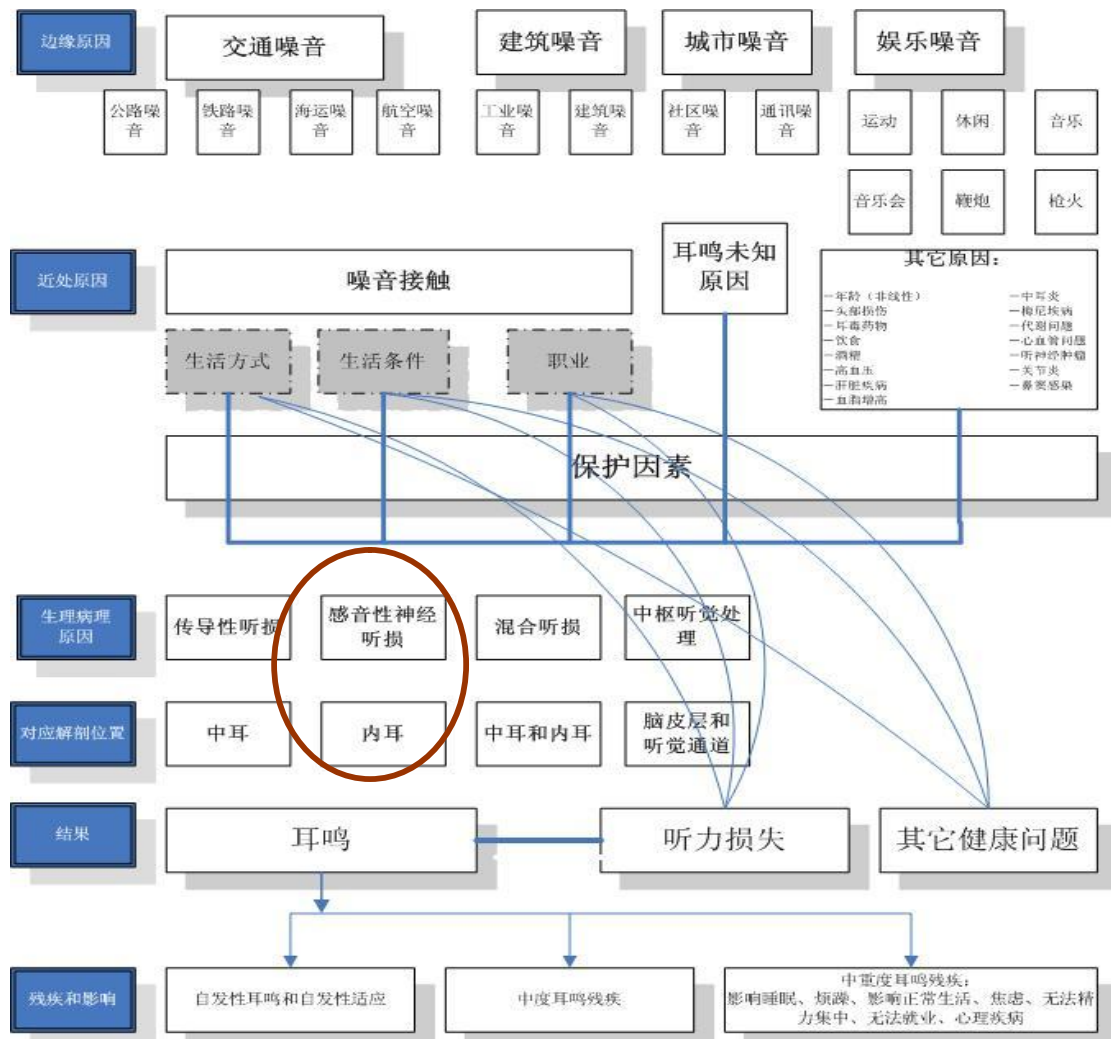 边缘原因
交通噪音
建筑噪音
城市噪音
娱乐噪音
公路噪
音
铁路噪
音
海运噪
音
航空噪
音
工业噪
音
建筑噪
音
社区噪
音
通讯噪
音
运动
休闲
音乐
音乐会
鞭炮
枪火
近处原因
噪音接触
耳鸣未知
原因
其它原因:
—年龄(非线性)
—头部损伤
—耳毒药物
—饮食
—酒精
—高血压
—肝脏疾病
—血脂增高
—中耳炎
—梅尼埃病
—代谢问题
—心血管问题
—听神经肿瘤
—关节炎
—鼻窦感染
生活方式
生活条件
职业
保护因素
生理病理
原因
传导性听损
感音性神经
听损
混合听损
中枢听觉处
理
对应解剖位置
中耳
内耳
中耳和内耳
脑皮层和
听觉通道
结果
耳鸣
听力损失
其它健康问题
残疾和影响
自发性耳鸣和自发性适应
中度耳鸣残疾
中重度耳鸣残疾:
影响睡眠、烦躁、影响正常生活、焦虑、无法精
力集中、无法就业、心理疾病